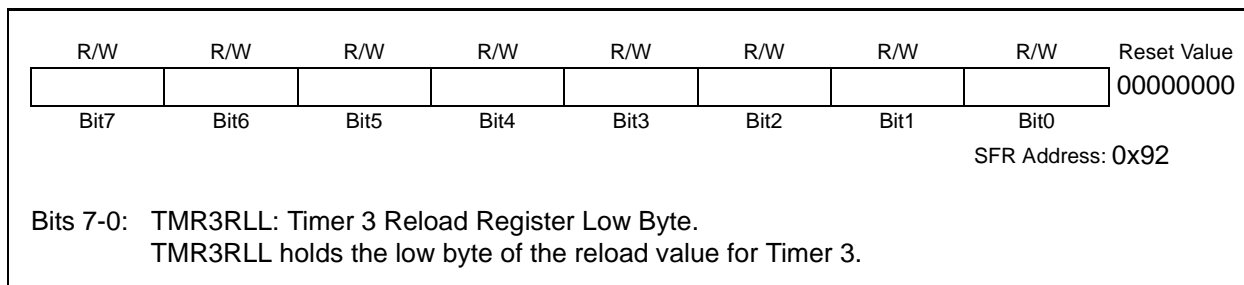 R/W R/W R/W R/W R/W R/W R/W R/W Reset Value
00000000
Bit7 Bit6 Bit5 Bit4 Bit3 Bit2 Bit1 Bit0
SFR Address: 0x92
Bits 7-0: TMR3RLL: Timer 3 Reload Register Low Byte.
TMR3RLL holds the low byte of the reload value for Timer 3.